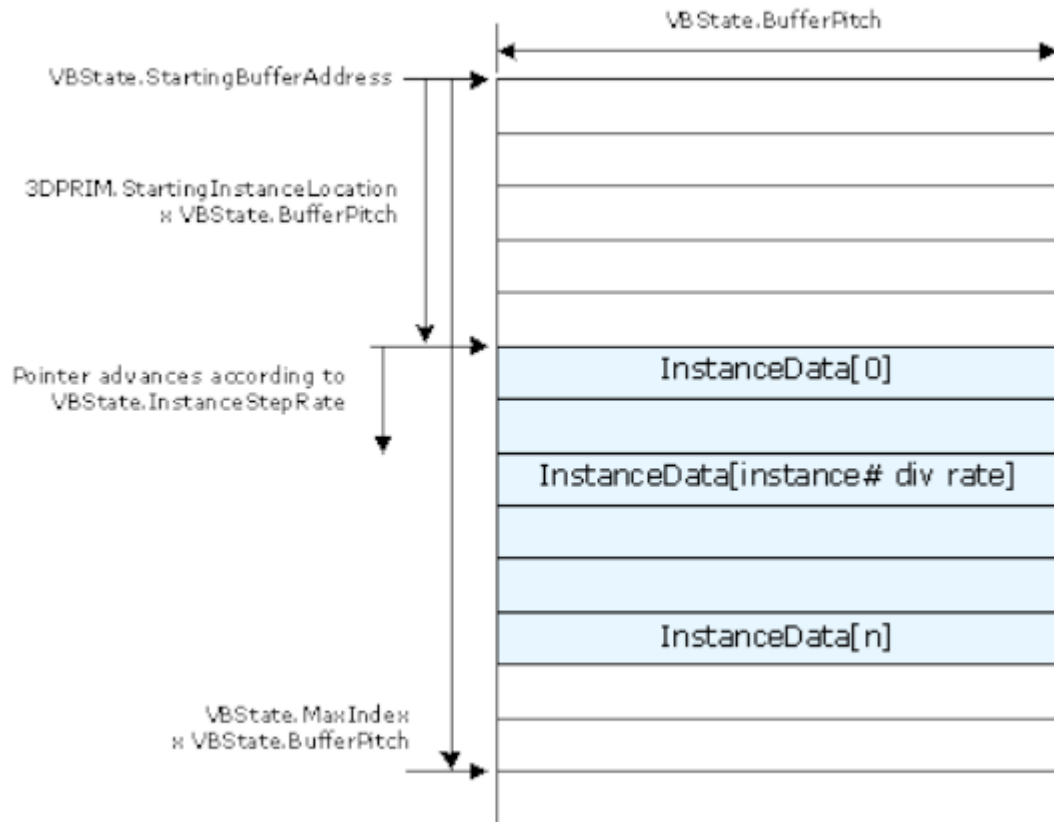 VBState.BufferPitch
VBState.StartingBufferAddress
3DPRIM.StartingInstanceLocation
x VBState.BufferPitch
InstanceData[0]
Pointer advances according to
VBState.InstanceStepRate
InstanceData[instance# div rate]
InstanceData[n]
VBState.MaxIndex
x VBState.BufferPitch